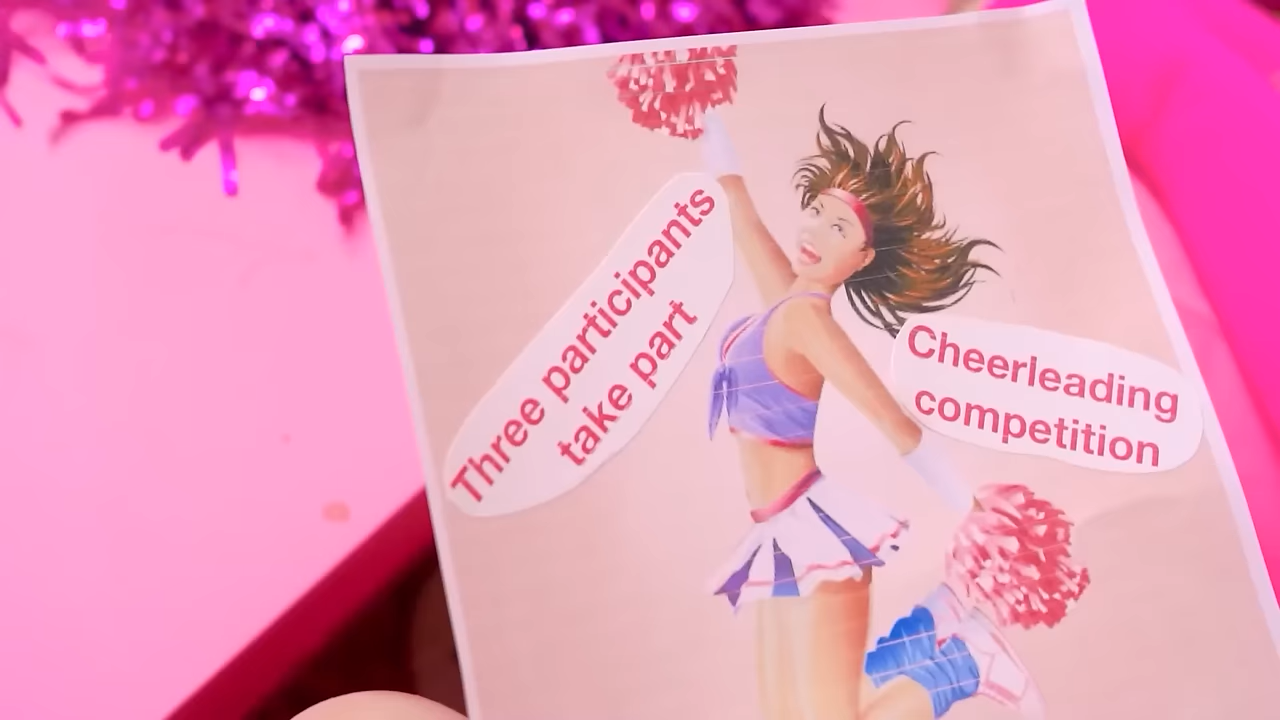 Three participants
take part
Cheerleading
competition